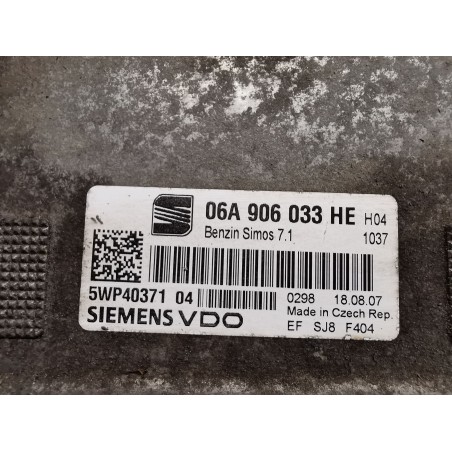 06A 906 033 HE H04
Benzin Simos 7.1 1037
5WP40371 04 0298 18.08.07
SIEMENS VDO Made in Czech Rep.
EF SJ8 F404